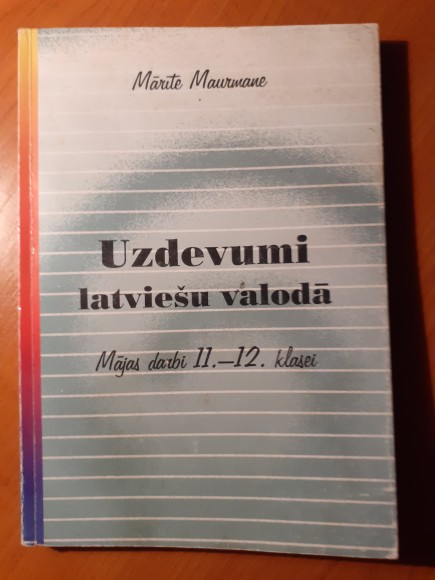 Mārīte Maurmane
Uzdevumi
latviešu valodā
Mājas darbi 11.–12. klasei